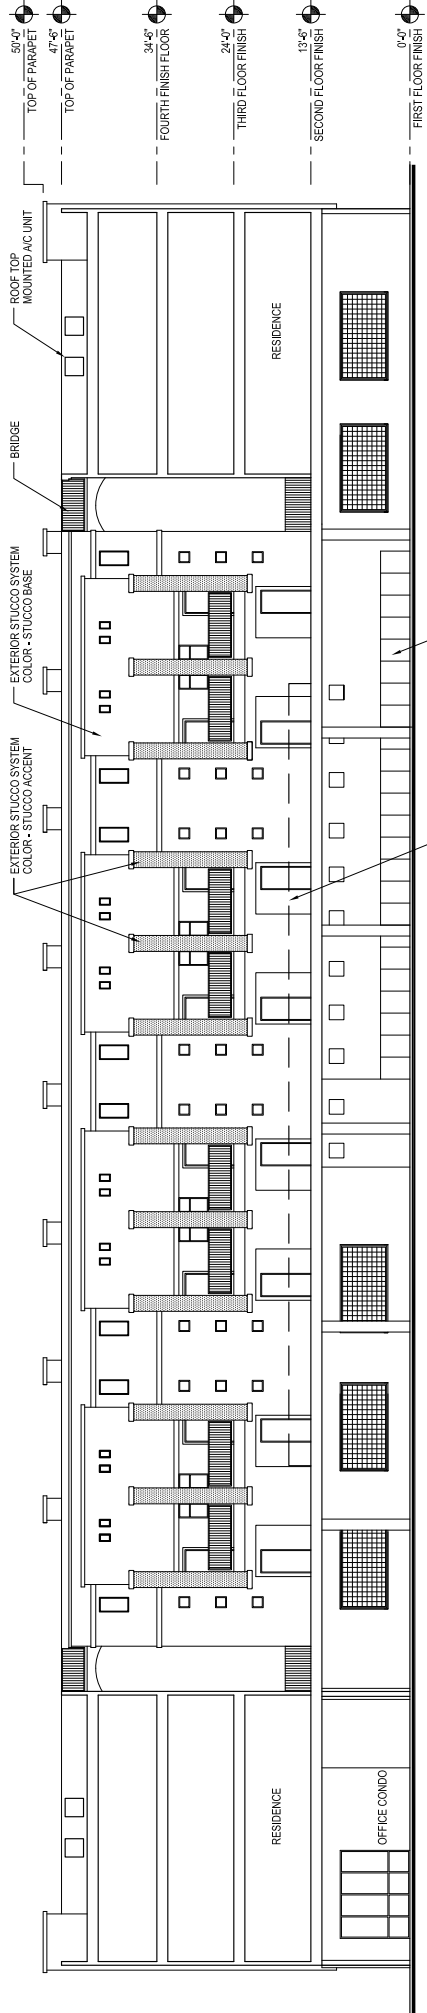 EXTERIOR STUCCO SYSTEM
COLOR - STUCCO ACCENT
EXTERIOR STUCCO SYSTEM
COLOR - STUCCO BASE
BRIDGE
ROOF TOP
MOUNTED A/C UNIT
50'-0"
TOP OF PARAPET
47'-6"
TOP OF PARAPET
34'-6"
FOURTH FINISH FLOOR
24'-0"
THIRD FLOOR FINISH
13'-6"
SECOND FLOOR FINISH
0'-0"
FIRST FLOOR FINISH
RESIDENCE
RESIDENCE
OFFICE CONDO